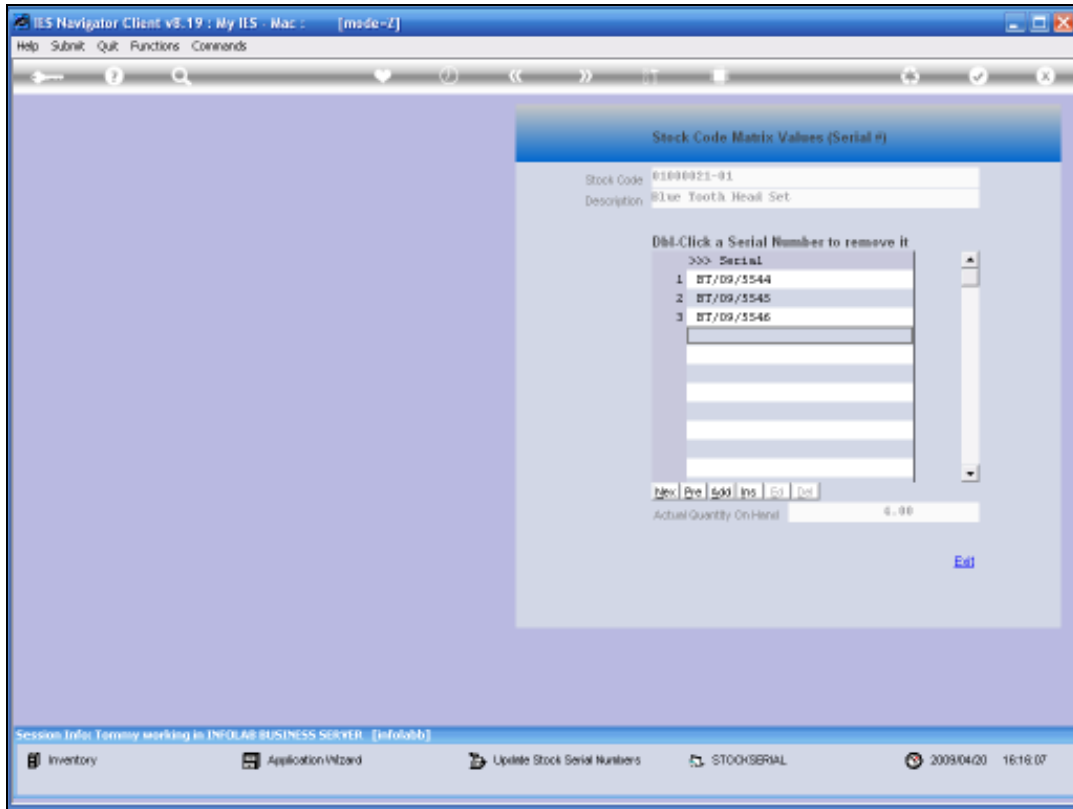 IES Navigator Client v8.19 : My IES - Mac : [mode=Z]
Help Submit Quit Functions Commands
Stock Code Matrix Values (Serial #)
Stock Code 01000021-01
Description Blue Tooth Head Set
Dbl-Click a Serial Number to remove it
>>> Serial
1 BT/09/5544
2 BT/09/5545
3 BT/09/5546
Nex Pre Add Ins Ed Del
Actual Quantity On Hand
Exit
Session Info: Tommy working in INFOLAB BUSINESS SERVER [infolabb]
Inventory Application Wizard Update Stock Serial Numbers STOCKSERIAL 2009/04/20 16:16:07